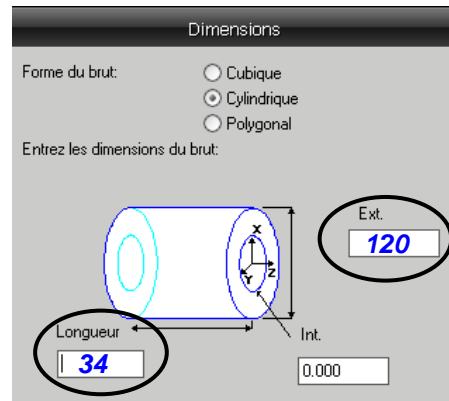 Dimensions
Forme du brut:
Cubique
Cylindrique
Polygonal
Entrez les dimensions du brut:
Ext.
120
X
Y
Z
Longueur
34
Int.
0.000